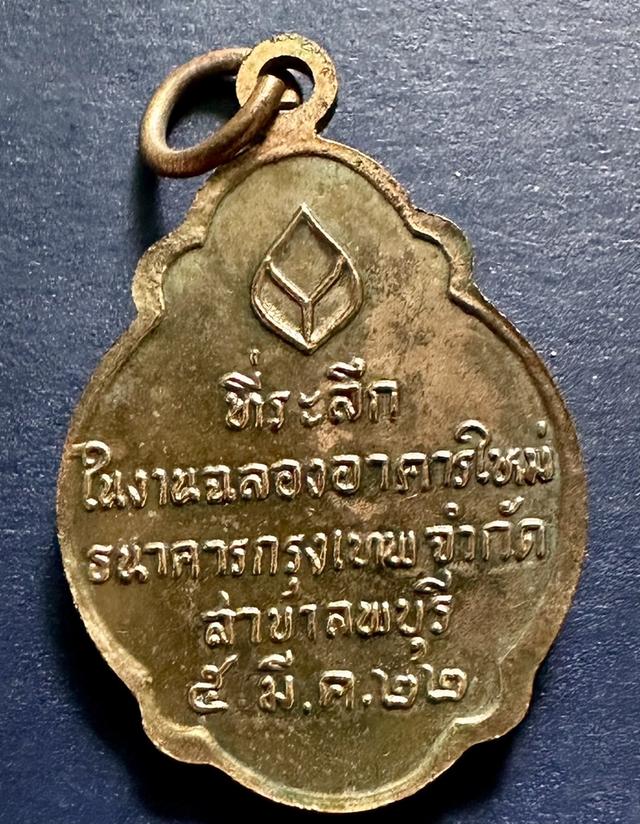 ที่ระลึก
ในงานฉลองอาคารใหม่
ธนาคารกรุงเทพ จำกัด
สาขาลพบุรี
๕ มี.ค.๒๒